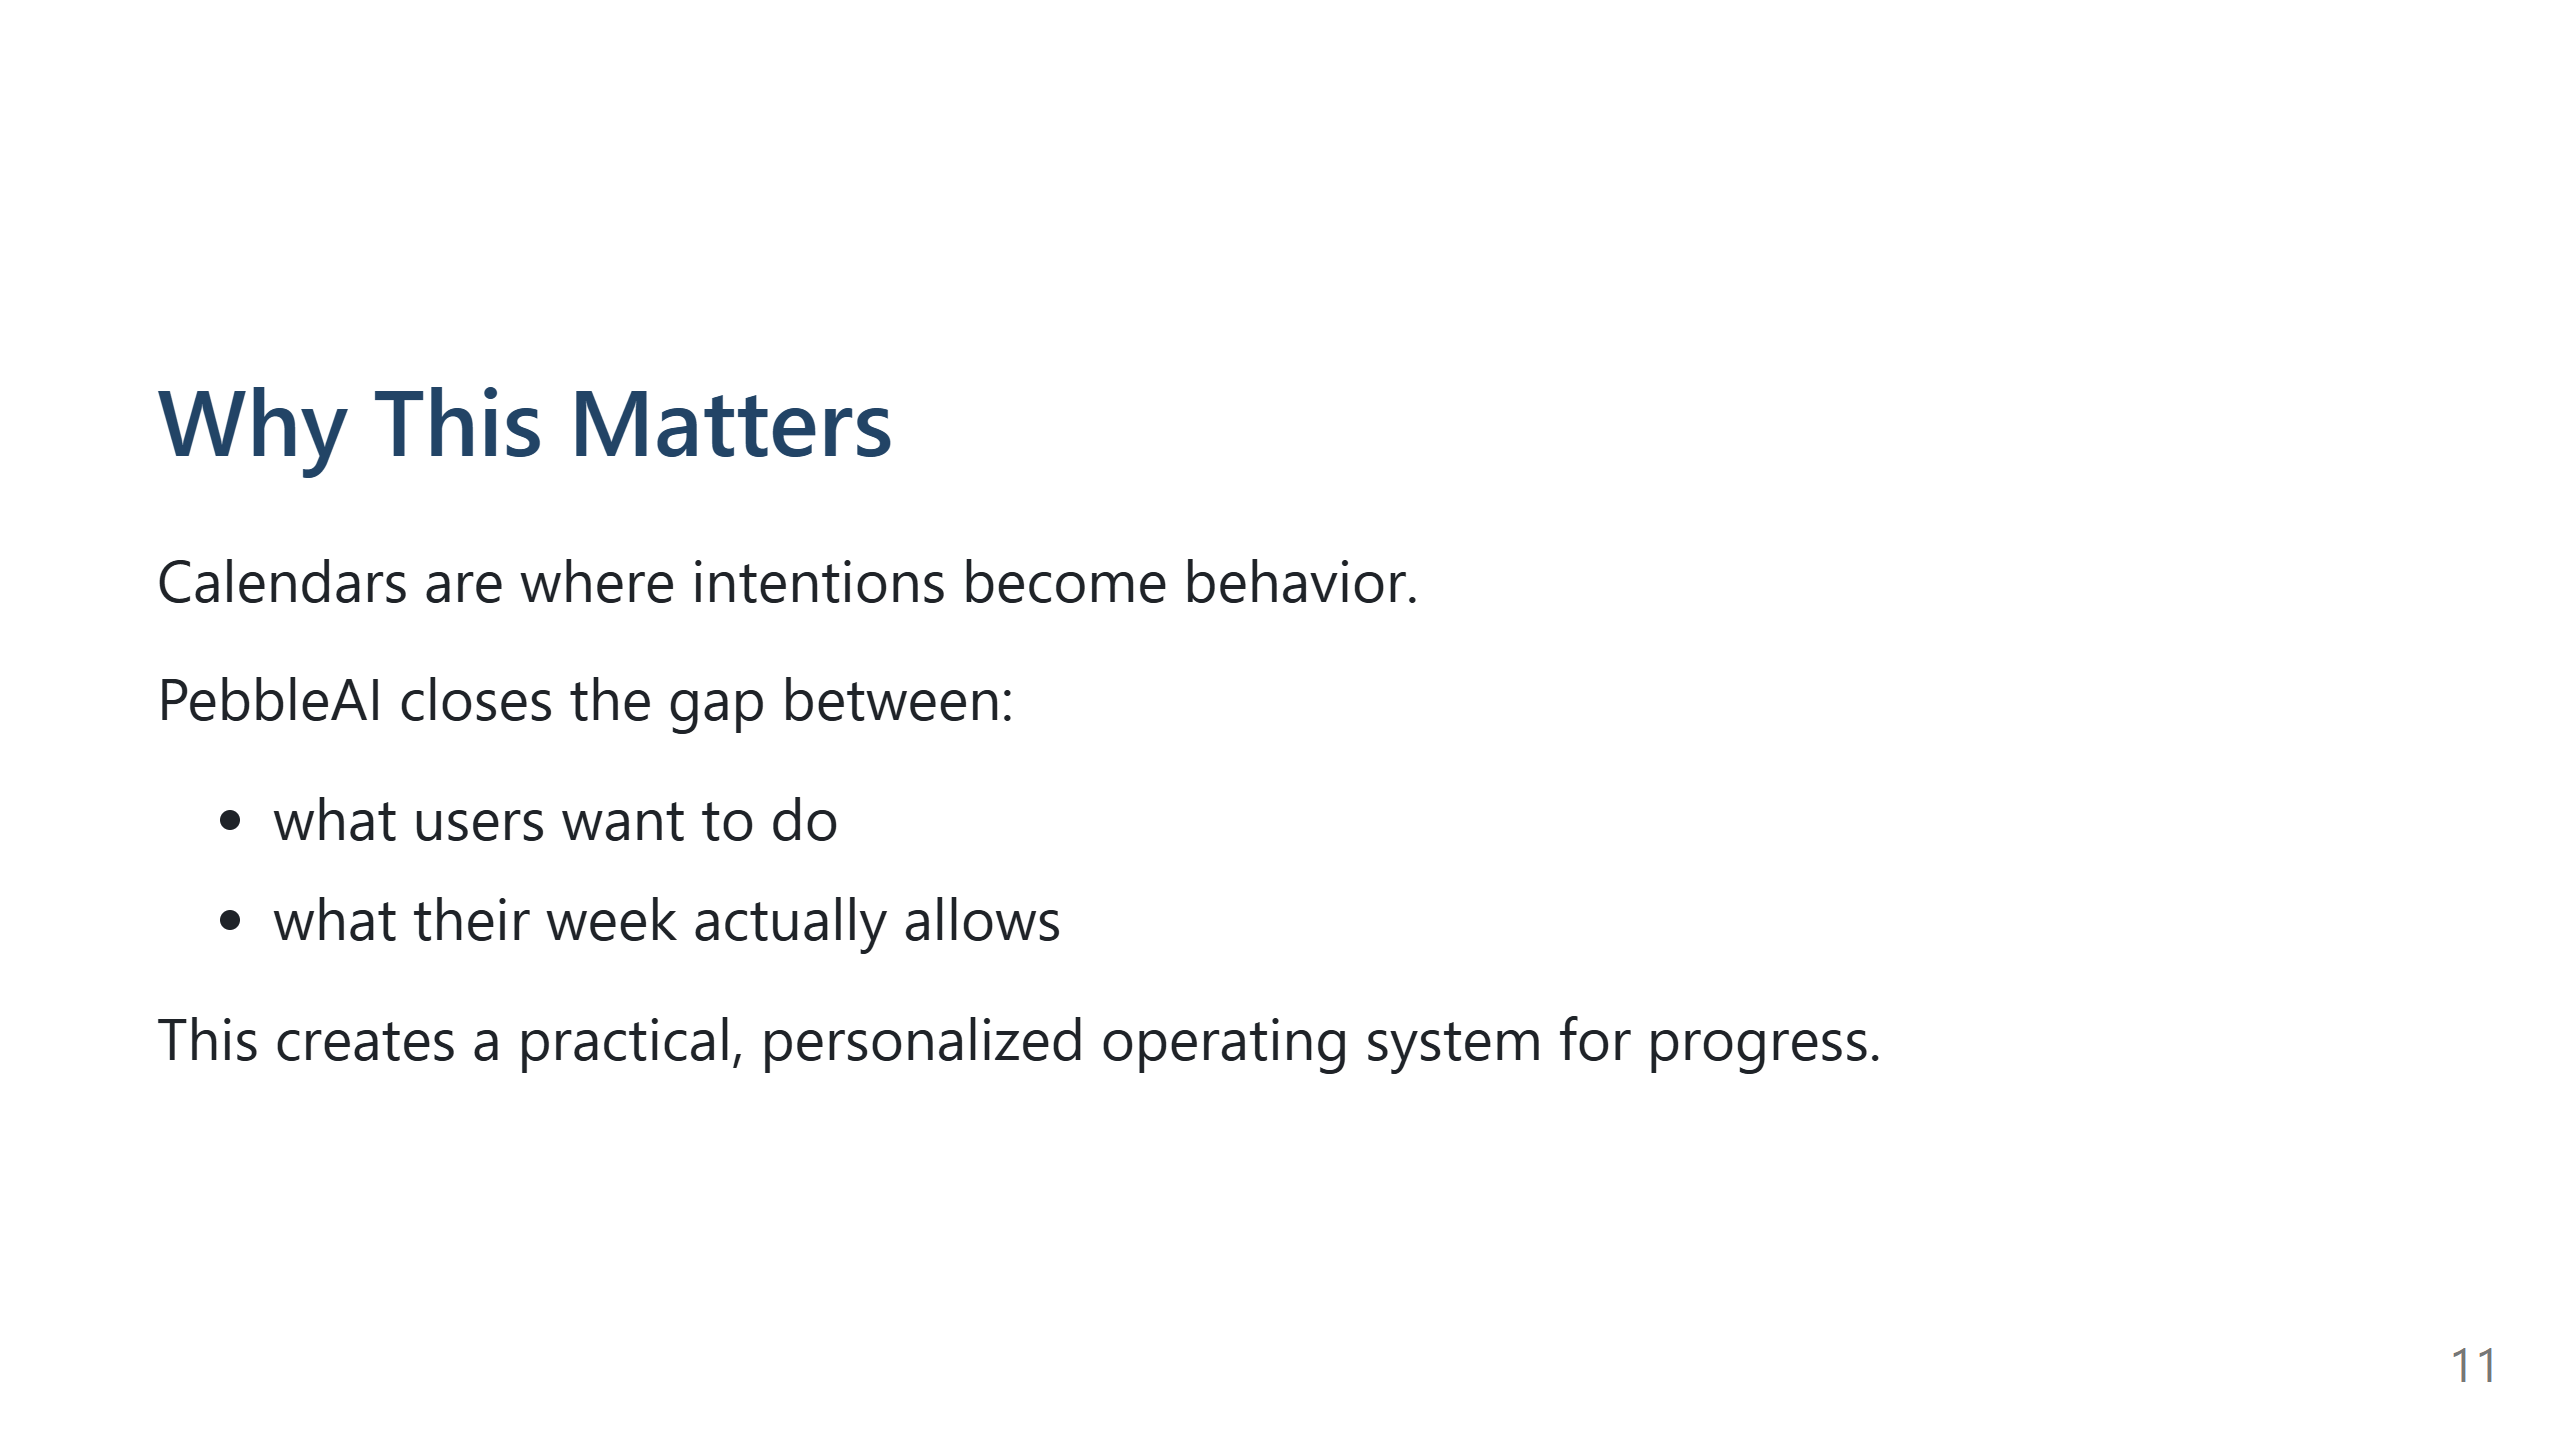 Why This Matters
Calendars are where intentions become behavior.
PebbleAI closes the gap between:
• what users want to do
• what their week actually allows
This creates a practical, personalized operating system for progress.
11